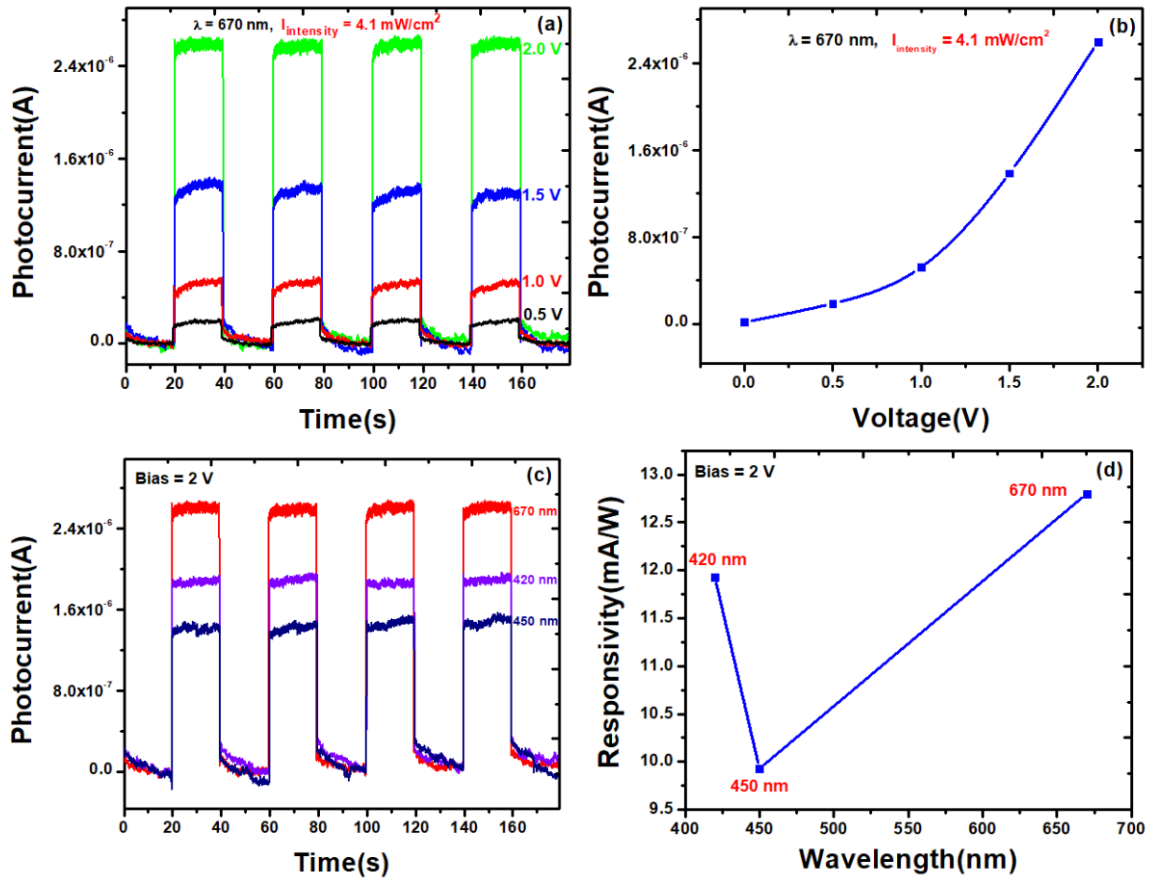 λ = 670 nm, I_intensity = 4.1 mW/cm²
(a)
Photocurrent(A)
2.4x10⁻⁶
1.6x10⁻⁶
8.0x10⁻⁷
0.0
2.0 V
1.5 V
1.0 V
0.5 V
0 20 40 60 80 100 120 140 160
Time(s)
λ = 670 nm, I_intensity = 4.1 mW/cm²
(b)
Photocurrent(A)
2.4x10⁻⁶
1.6x10⁻⁶
8.0x10⁻⁷
0.0
0.0 0.5 1.0 1.5 2.0
Voltage(V)
Bias = 2 V
(c)
Photocurrent(A)
2.4x10⁻⁶
1.6x10⁻⁶
8.0x10⁻⁷
0.0
670 nm
420 nm
450 nm
0 20 40 60 80 100 120 140 160
Time(s)
Bias = 2 V
(d)
Responsivity(mA/W)
13.0
12.5
12.0
11.5
11.0
10.5
10.0
9.5
670 nm
420 nm
450 nm
400 450 500 550 600 650 700
Wavelength(nm)